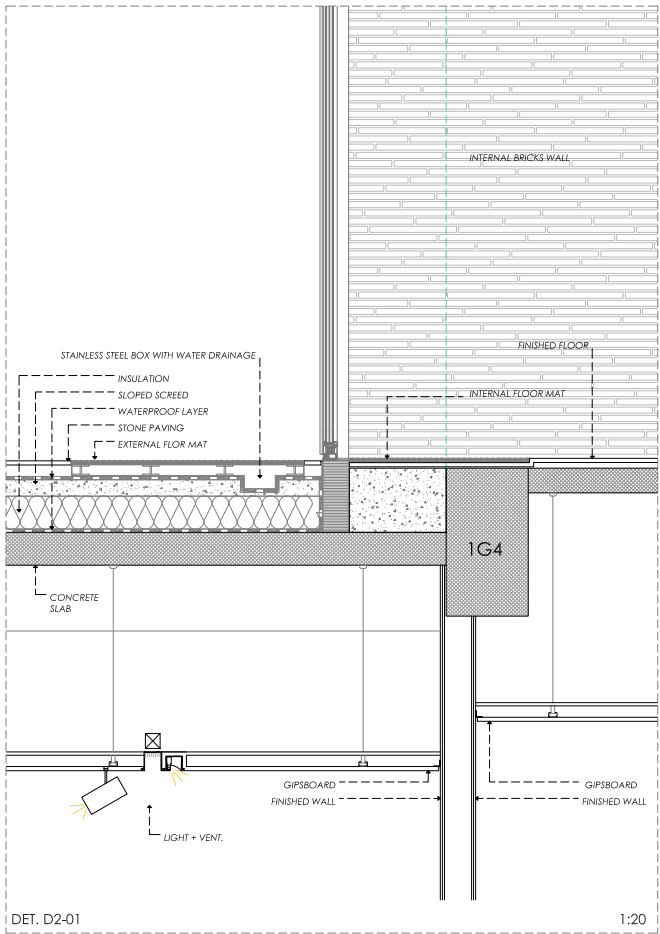 INTERNAL BRICKS WALL
FINISHED FLOOR
STAINLESS STEEL BOX WITH WATER DRAINAGE
INSULATION
SLOPED SCREED
INTERNAL FLOOR MAT
WATERPROOF LAYER
STONE PAVING
EXTERNAL FLOR MAT
1G4
CONCRETE
SLAB
GIPSBOARD
GIPSBOARD
FINISHED WALL
FINISHED WALL
LIGHT + VENT.
DET. D2-01
1:20